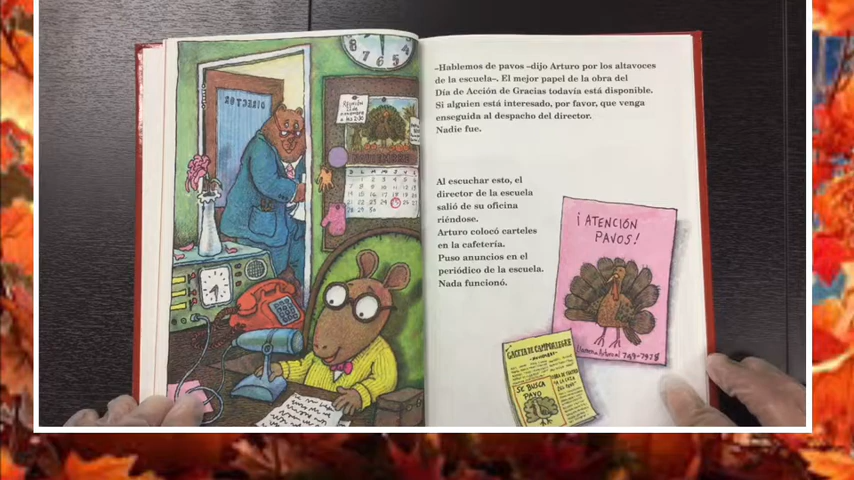 DIRECTOR
–Hablemos de pavos –dijo Arturo por los altavoces
de la escuela–. El mejor papel de la obra del
Día de Acción de Gracias todavía está disponible.
Si alguien está interesado, por favor, que venga
enseguida al despacho del director.
Nadie fue.
Al escuchar esto, el
director de la escuela
salió de su oficina
riéndose.
Arturo colocó carteles
en la cafetería.
Puso anuncios en el
periódico de la escuela.
Nada funcionó.
¡ATENCIÓN
PAVOS!
SE BUSCA
PAVO